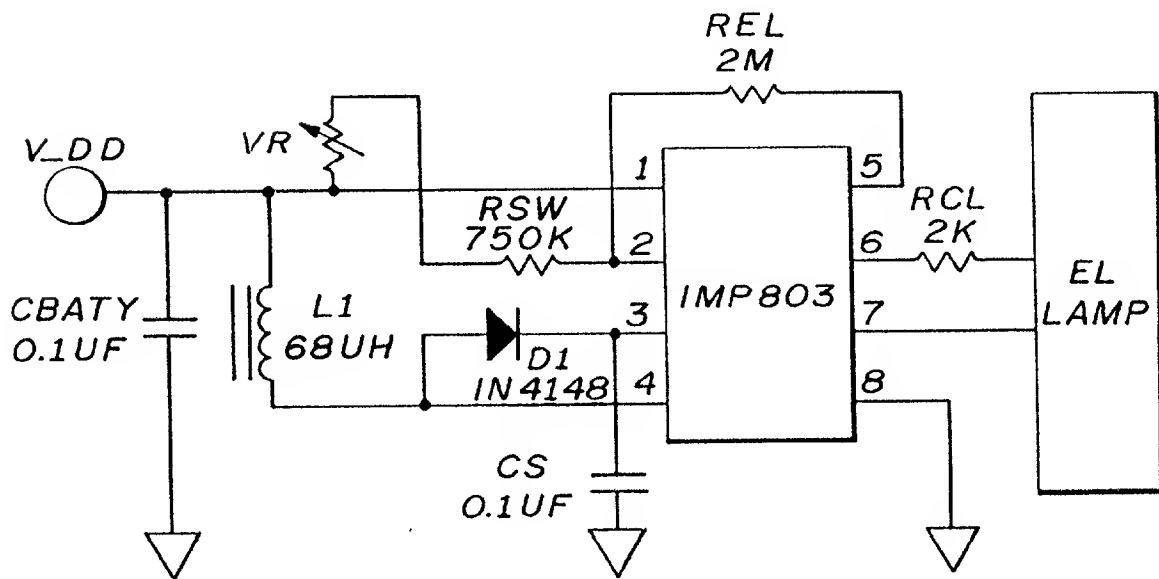 REL
2M
V_DD
VR
1
5
RSW
750K
RCL
2K
2
6
CBATY
0.1UF
L1
68UH
IMP803
EL
LAMP
3
7
D1
IN4148
4
8
CS
0.1UF